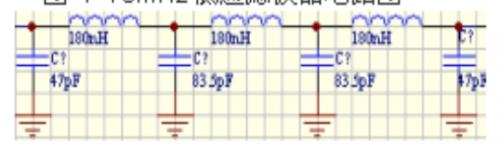 180nH 180nH 180nH
C? C? C? C?
47pF 83.5pF 83.5pF 47pF